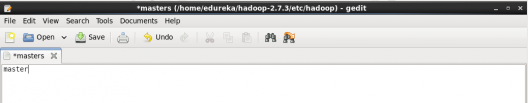 *masters (/home/edureka/hadoop-2.7.3/etc/hadoop) - gedit
File Edit View Search Tools Documents Help
Open Save Undo
*masters
master